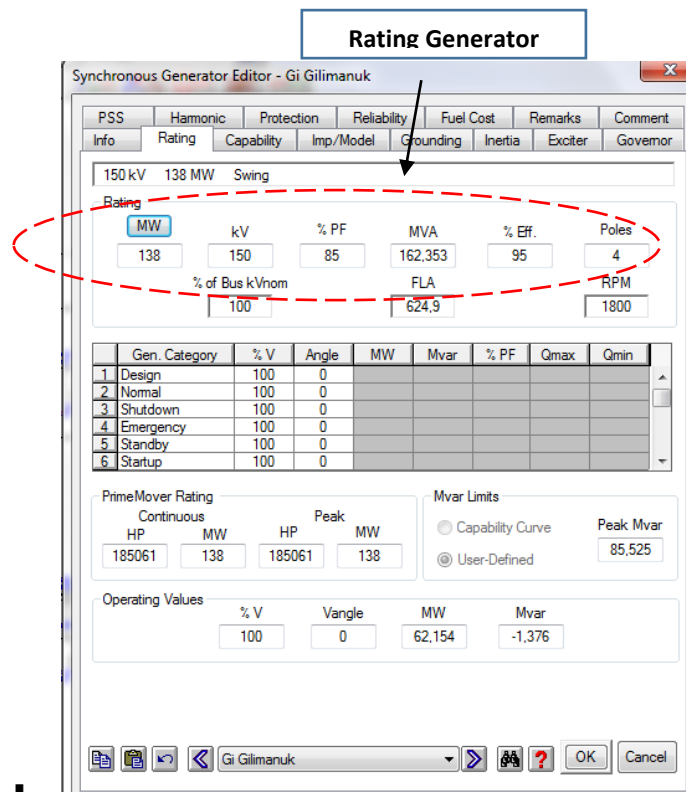 Rating Generator
Synchronous Generator Editor - Gi Gilimanuk
PSS Harmonic Protection Reliability Fuel Cost Remarks Comment
Info Rating Capability Imp/Model Grounding Inertia Exciter Governor
150 kV 138 MW Swing
Rating
MW kV % PF MVA % Eff. Poles
138 150 85 162,353 95 4
% of Bus kVnom FLA RPM
100 624,9 1800
Gen. Category % V Angle MW Mvar % PF Qmax Qmin
1 Design 100 0
2 Normal 100 0
3 Shutdown 100 0
4 Emergency 100 0
5 Standby 100 0
6 Startup 100 0
PrimeMover Rating Mvar Limits
Continuous Peak
HP MW HP MW Capability Curve Peak Mvar
185061 138 185061 138 User-Defined 85,525
Operating Values
% V Vangle MW Mvar
100 0 62,154 -1,376
Gi Gilimanuk OK Cancel